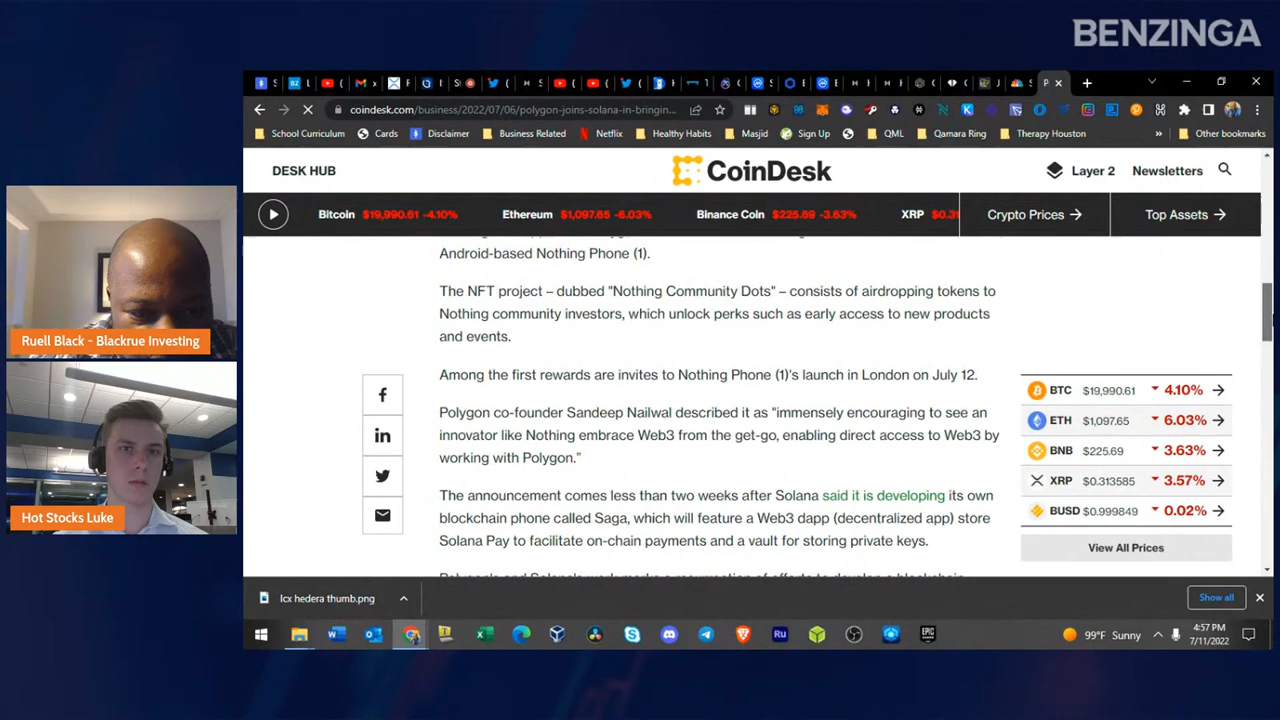 BENZINGA
coindesk.com/business/2022/07/06/polygon-joins-solana-in-bringin...
School Curriculum
Cards
Disclaimer
Business Related
Netflix
Healthy Habits
Masjid
Sign Up
QML
Qamara Ring
Therapy Houston
»
Other bookmarks
DESK HUB
CoinDesk
Layer 2
Newsletters
Bitcoin $19,990.61 -4.10%
Ethereum $1,097.65 -6.03%
Binance Coin $225.69 -3.63%
XRP $0.31
Crypto Prices →
Top Assets →
Android-based Nothing Phone (1).
The NFT project – dubbed "Nothing Community Dots" – consists of airdropping tokens to
Nothing community investors, which unlock perks such as early access to new products
and events.
Among the first rewards are invites to Nothing Phone (1)'s launch in London on July 12.
Polygon co-founder Sandeep Nailwal described it as “immensely encouraging to see an
innovator like Nothing embrace Web3 from the get-go, enabling direct access to Web3 by
working with Polygon.”
The announcement comes less than two weeks after Solana said it is developing its own
blockchain phone called Saga, which will feature a Web3 dapp (decentralized app) store
Solana Pay to facilitate on-chain payments and a vault for storing private keys.
BTC $19,990.61 4.10% →
ETH $1,097.65 6.03% →
BNB $225.69 3.63% →
XRP $0.313585 3.57% →
BUSD $0.999849 0.02% →
View All Prices
Ruell Black - Blackrue Investing
Hot Stocks Luke
lcx hedera thumb.png
Show all
99°F Sunny
4:57 PM
7/11/2022